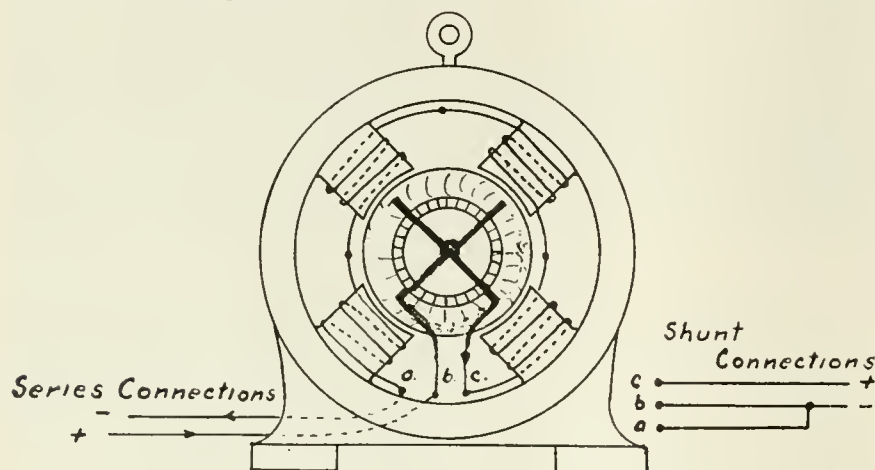 a. b. c.
Series Connections
-
+
Shunt
Connections
c +
b -
a